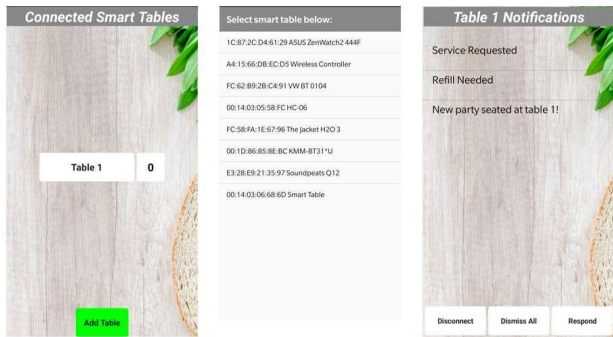 Connected Smart Tables
Table 1
0
Add Table
Select smart table below:
1C:87:2C:D4:61:29 ASUS ZenWatch2 444F
A4:15:66:DB:EC:D5 Wireless Controller
FC:62:B9:2B:C4:91 VW BT 0104
00:14:03:05:58:FC HC-06
FC:58:FA:1E:67:96 The Jacket H2O 3
00:1D:86:85:8E:BC KMM-BT31*U
E3:28:E9:21:35:97 Soundpeats Q12
00:14:03:06:68:6D Smart Table
Table 1 Notifications
Service Requested
Refill Needed
New party seated at table 1!
Disconnect
Dismiss All
Respond